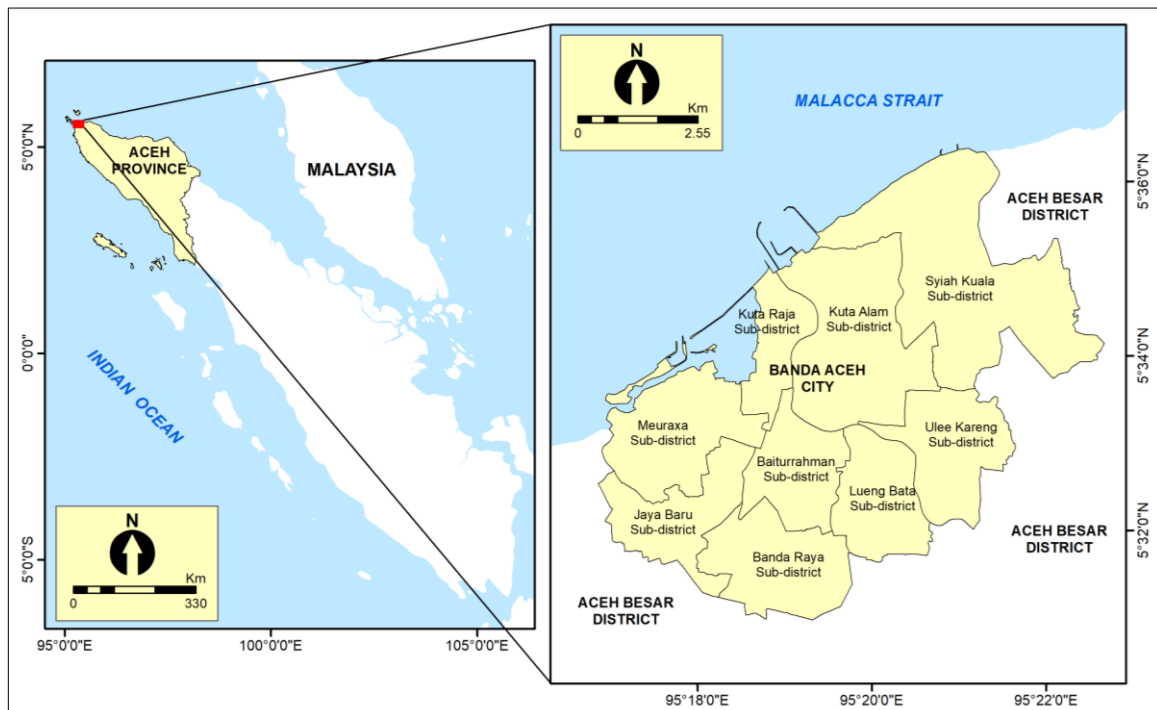 N
Km
0 2.55
MALACCA STRAIT
ACEH
PROVINCE
MALAYSIA
INDIAN OCEAN
N
Km
0 330
5°0'0"N
0°0'0"
5°0'0"S
95°0'0"E 100°0'0"E 105°0'0"E
ACEH BESAR
DISTRICT
Syiah Kuala
Sub-district
Kuta Raja
Sub-district
Kuta Alam
Sub-district
BANDA ACEH
CITY
Meuraxa
Sub-district
Ulee Kareng
Sub-district
Baiturrahman
Sub-district
Lueng Bata
Sub-district
Jaya Baru
Sub-district
Banda Raya
Sub-district
ACEH BESAR
DISTRICT
ACEH BESAR
DISTRICT
5°36'0"N
5°34'0"N
5°32'0"N
95°18'0"E 95°20'0"E 95°22'0"E